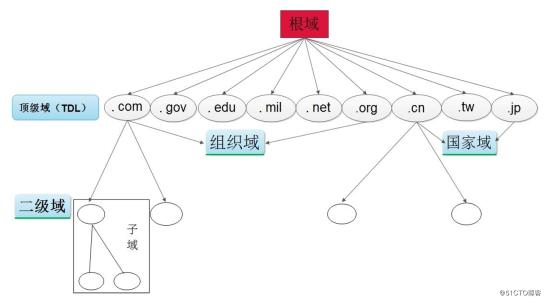 根域
顶级域（TDL）
. com
. gov
. edu
. mil
. net
.org
.cn
.tw
.jp
组织域
国家域
二级域
子
域
@51CTO博客